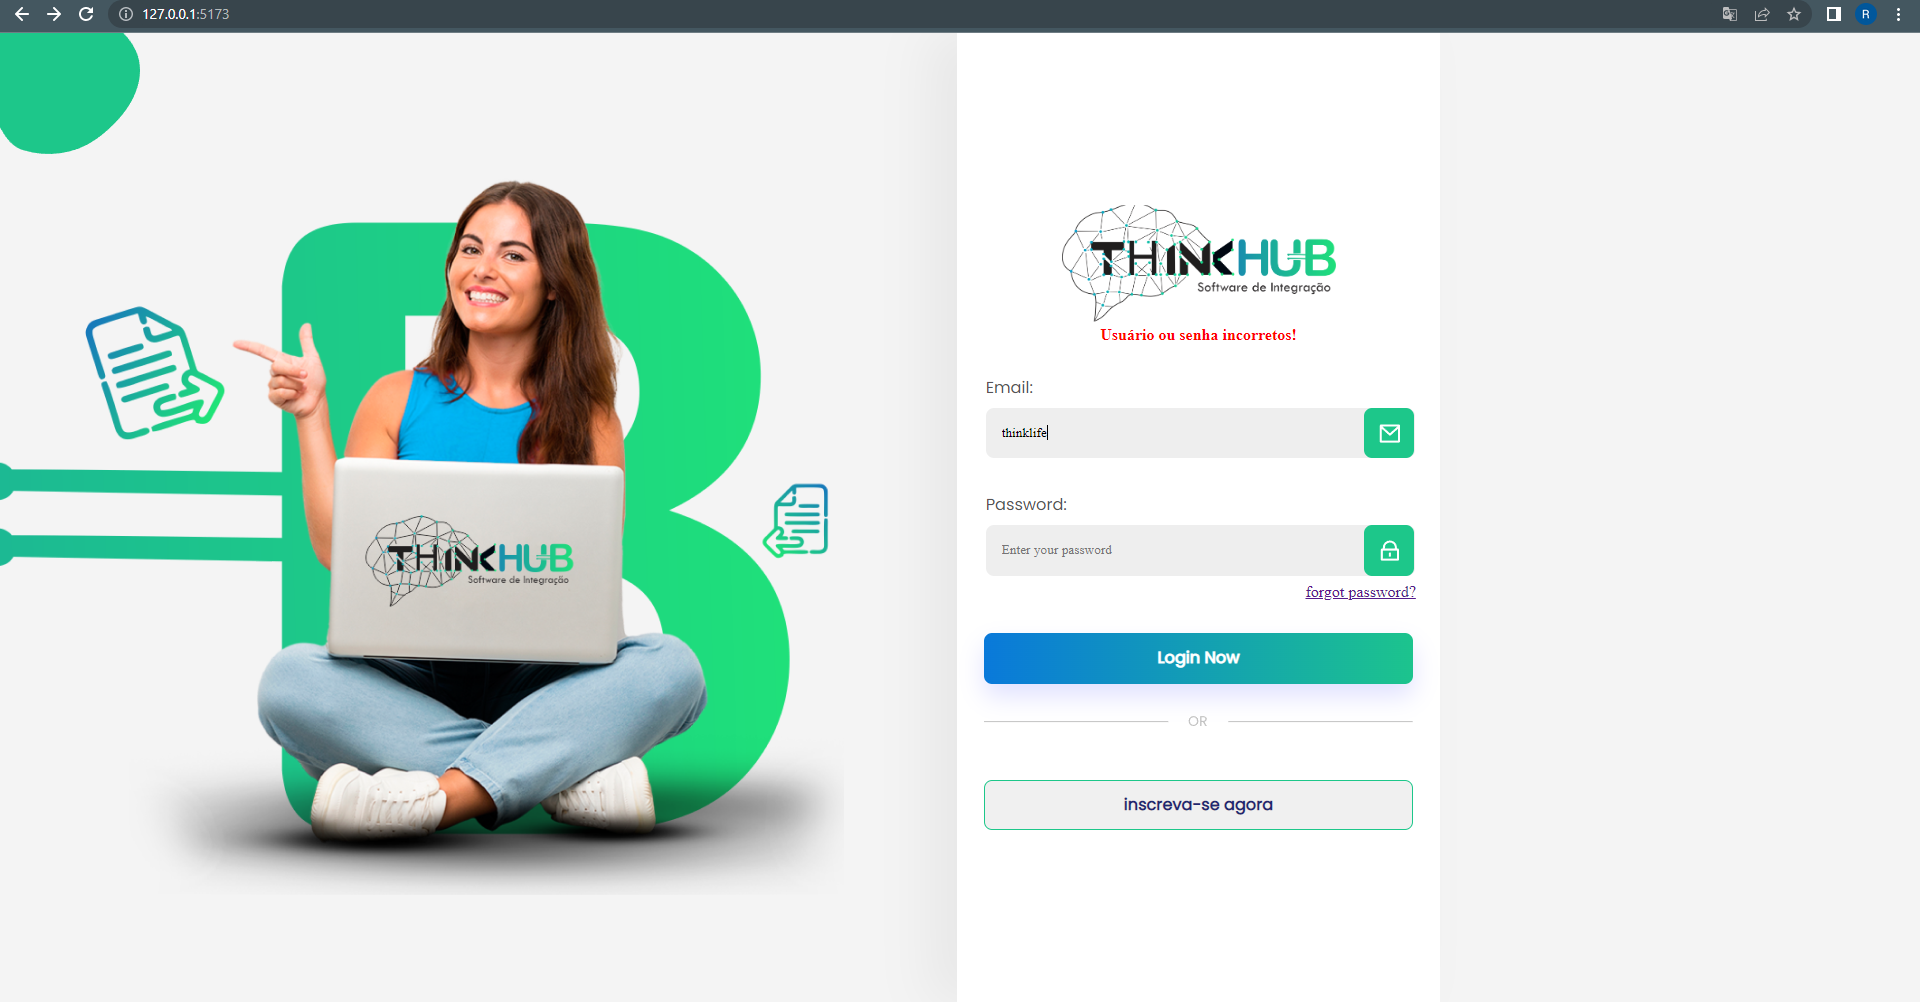 127.0.0.1:5173
R
THINKHUB
Software de Integração
Usuário ou senha incorretos!
Email:
thinklife
Password:
Enter your password
forgot password?
Login Now
OR
inscreva-se agora
THINKHUB
Software de Integração